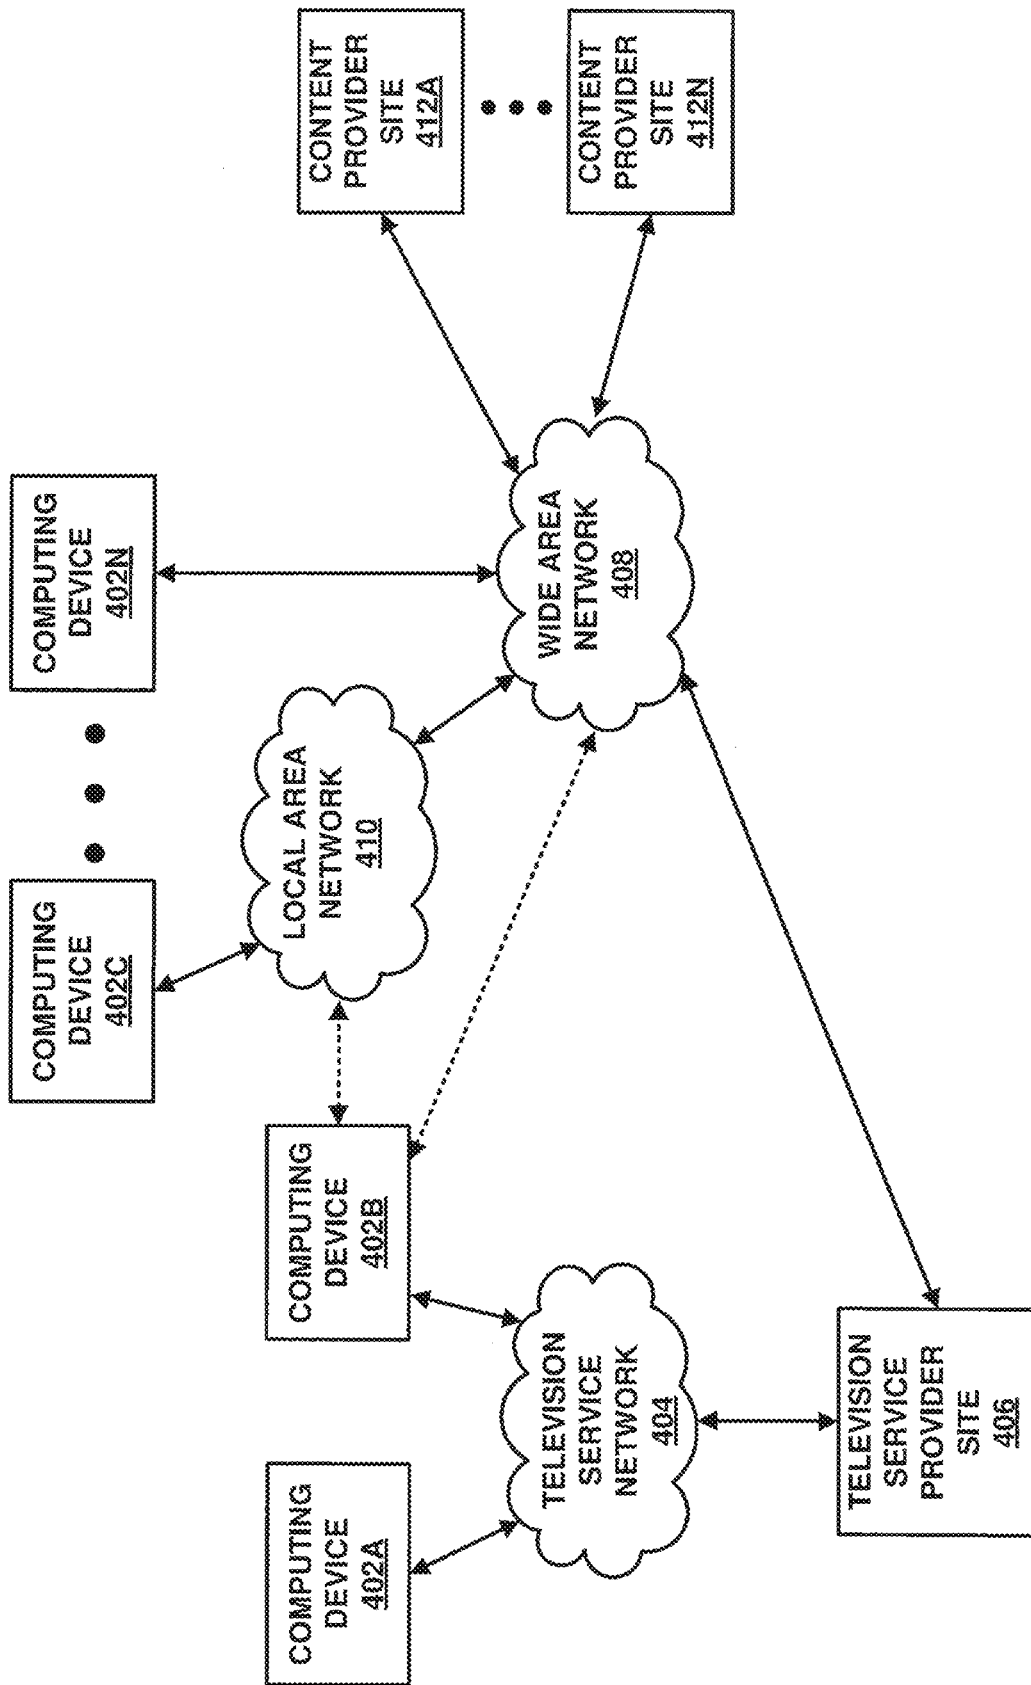 COMPUTING
DEVICE
402A
COMPUTING
DEVICE
402B
COMPUTING
DEVICE
402C
COMPUTING
DEVICE
402N
LOCAL AREA
NETWORK
410
TELEVISION
SERVICE
NETWORK
404
WIDE AREA
NETWORK
408
CONTENT
PROVIDER
SITE
412A
CONTENT
PROVIDER
SITE
412N
TELEVISION
SERVICE
PROVIDER
SITE
406